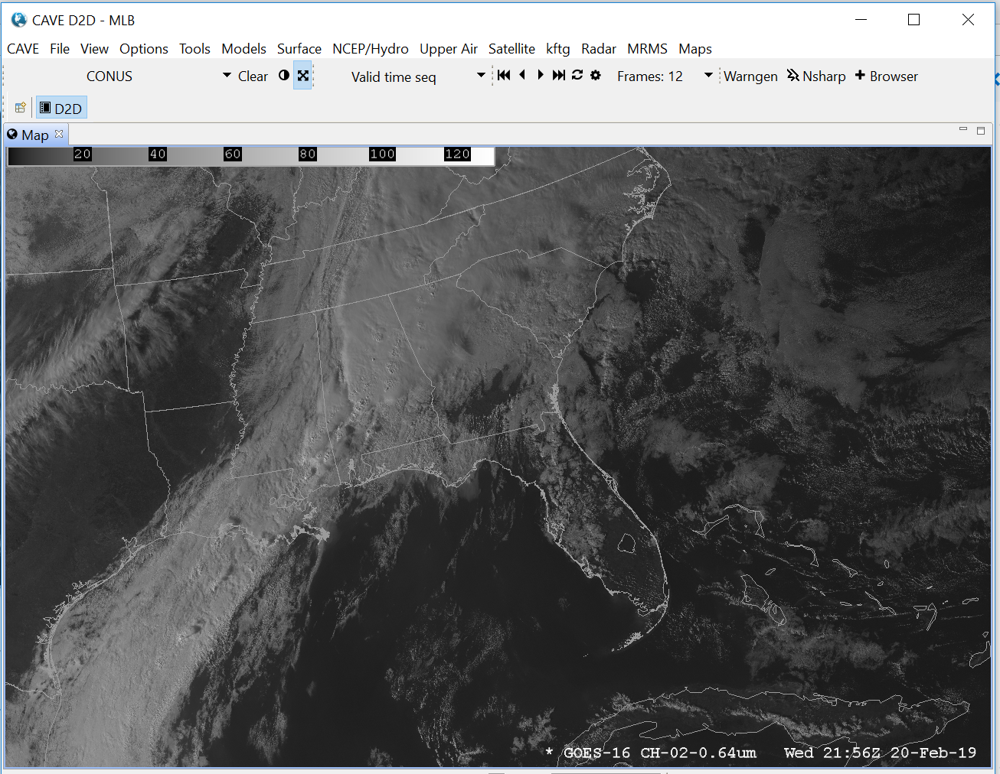 CAVE D2D - MLB
CAVE File View Options Tools Models Surface NCEP/Hydro Upper Air Satellite kftg Radar MRMS Maps
CONUS Clear Valid time seq Frames: 12 Warngen Nsharp Browser
D2D
Map
20 40 60 80 100 120
* GOES-16 CH-02-0.64um Wed 21:56Z 20-Feb-19